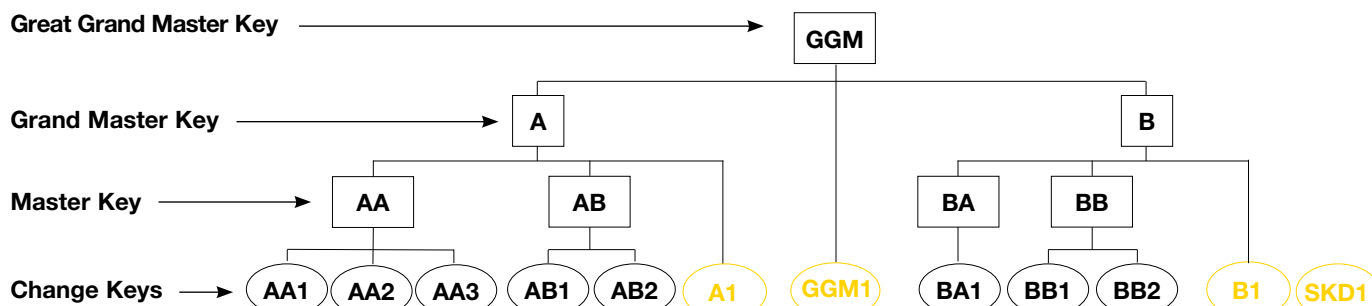 Great Grand Master Key
GGM
Grand Master Key
A
B
Master Key
AA
AB
BA
BB
Change Keys
AA1
AA2
AA3
AB1
AB2
A1
GGM1
BA1
BB1
BB2
B1
SKD1